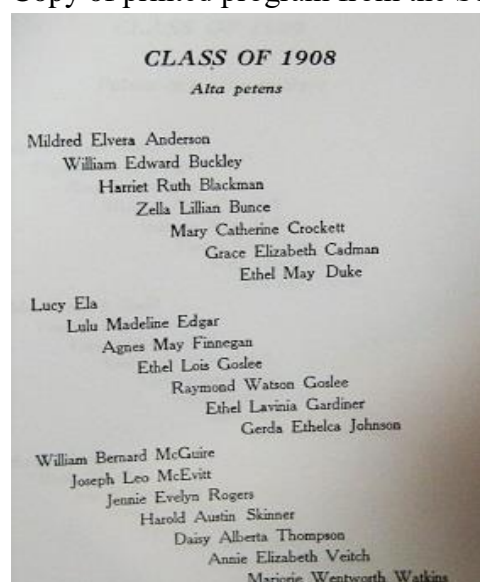 Copy of printed program from the
CLASS OF 1908
Alta petens
Mildred Elvera Anderson
William Edward Buckley
Harriet Ruth Blackman
Zella Lillian Bunce
Mary Catherine Crockett
Grace Elizabeth Cadman
Ethel May Duke
Lucy Ela
Lulu Madeline Edgar
Agnes May Finnegan
Ethel Lois Goslee
Raymond Watson Goslee
Ethel Lavinia Gardiner
Gerda Ethelca Johnson
William Bernard McGuire
Joseph Leo McEvitt
Jennie Evelyn Rogers
Harold Austin Skinner
Daisy Alberta Thompson
Annie Elizabeth Veitch
Marjorie Wentworth Watkins